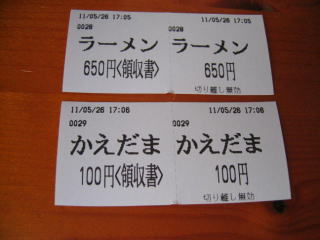 11/05/26 17:05
0028
ラーメン
650円<領収書>
11/05/26 17:05
0028
ラーメン
650円
切り離し無効
11/05/26 17:06
0029
かえだま
100円<領収書>
11/05/26 17:06
0029
かえだま
100円
切り離し無効